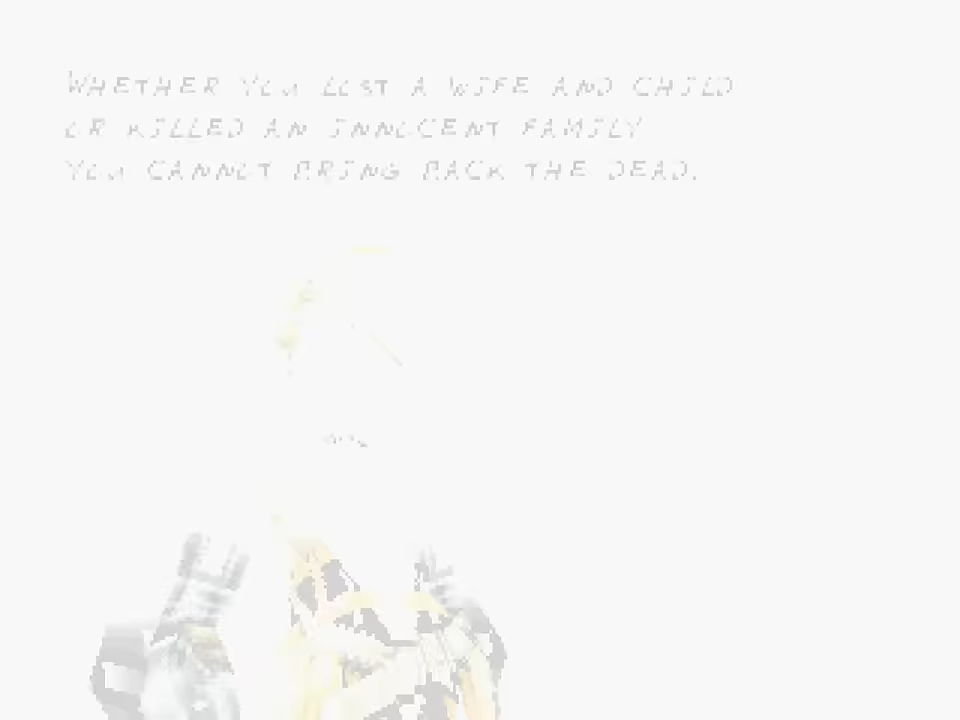 WHETHER YOU LOST A WIFE AND CHILD
OR KILLED AN INNOCENT FAMILY
YOU CANNOT BRING BACK THE DEAD.